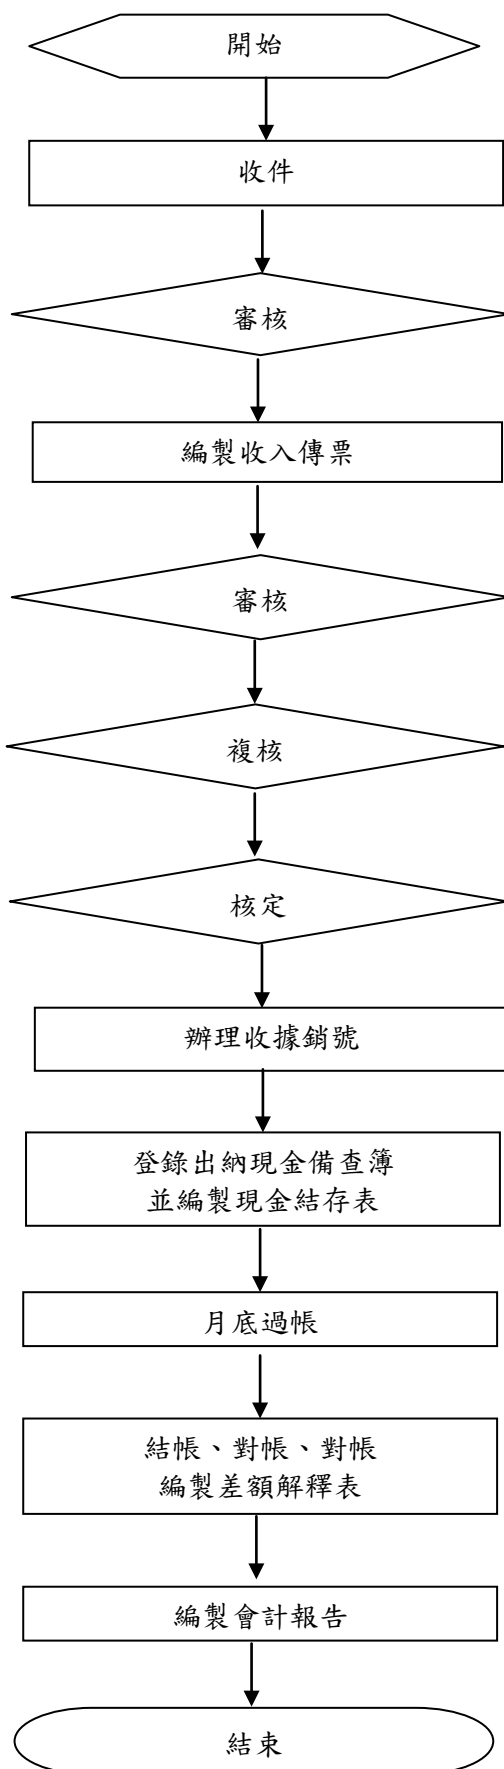 開始
收件
審核
編製收入傳票
審核
複核
核定
辦理收據銷號
登錄出納現金備查簿
並編製現金結存表
月底過帳
結帳、對帳、對帳
編製差額解釋表
編製會計報告
結束